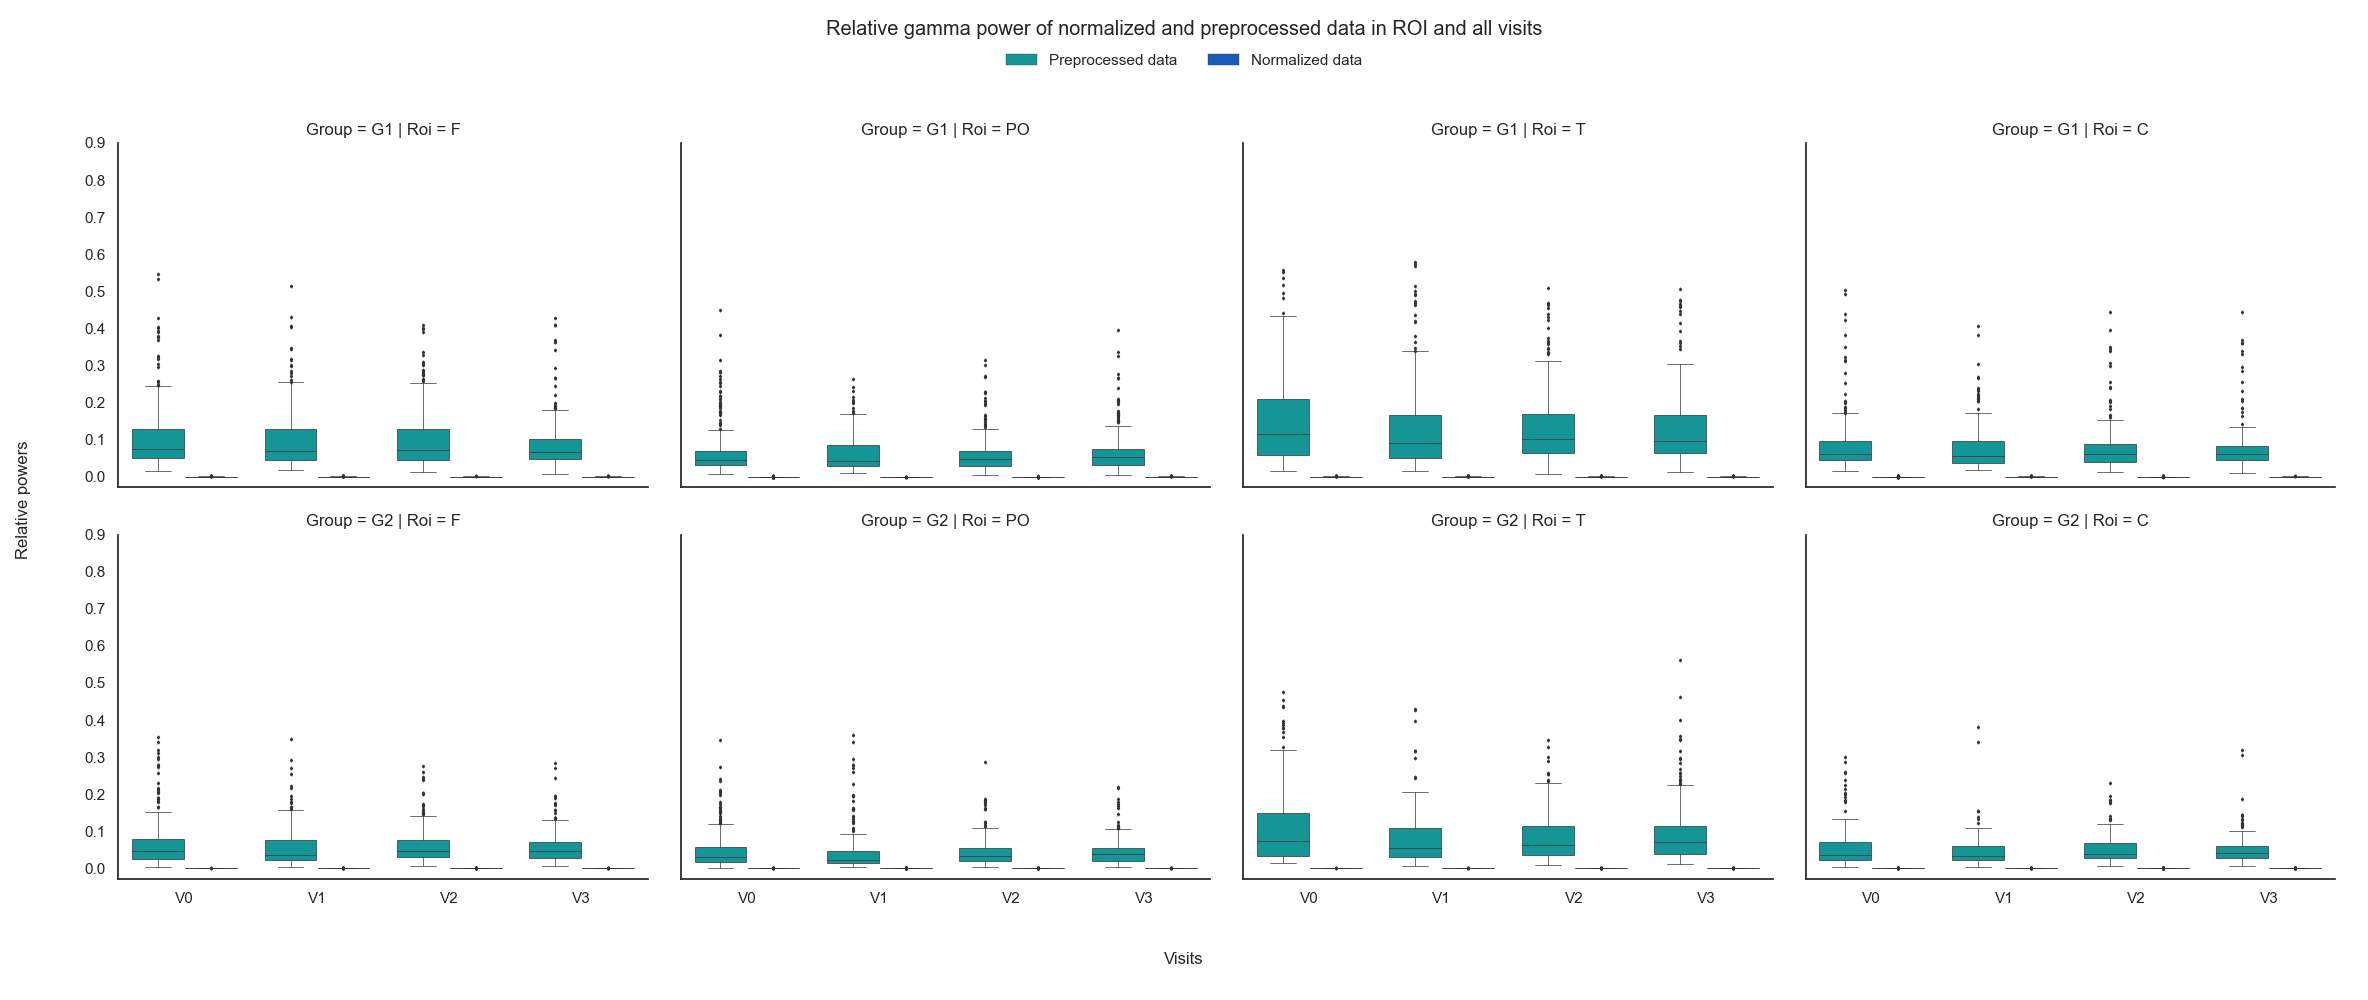 Relative gamma power of normalized and preprocessed data in ROI and all visits
Preprocessed data Normalized data
Group = G1 | Roi = F Group = G1 | Roi = PO Group = G1 | Roi = T Group = G1 | Roi = C
0.9
0.8
0.7
0.6
0.5
0.4
0.3
0.2
0.1
0.0
Relative powers
Group = G2 | Roi = F Group = G2 | Roi = PO Group = G2 | Roi = T Group = G2 | Roi = C
0.9
0.8
0.7
0.6
0.5
0.4
0.3
0.2
0.1
0.0
V0 V1 V2 V3 V0 V1 V2 V3 V0 V1 V2 V3 V0 V1 V2 V3
Visits